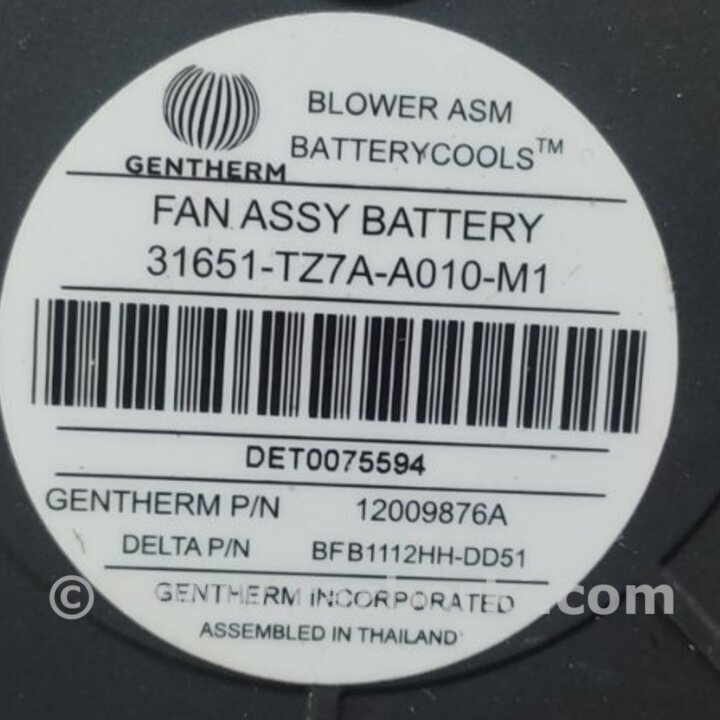 BLOWER ASM
BATTERYCOOLS™
GENTHERM
FAN ASSY BATTERY
31651-TZ7A-A010-M1
DET0075594
GENTHERM P/N 12009876A
DELTA P/N BFB1112HH-DD51
GENTHERM INCORPORATED
ASSEMBLED IN THAILAND
© .com